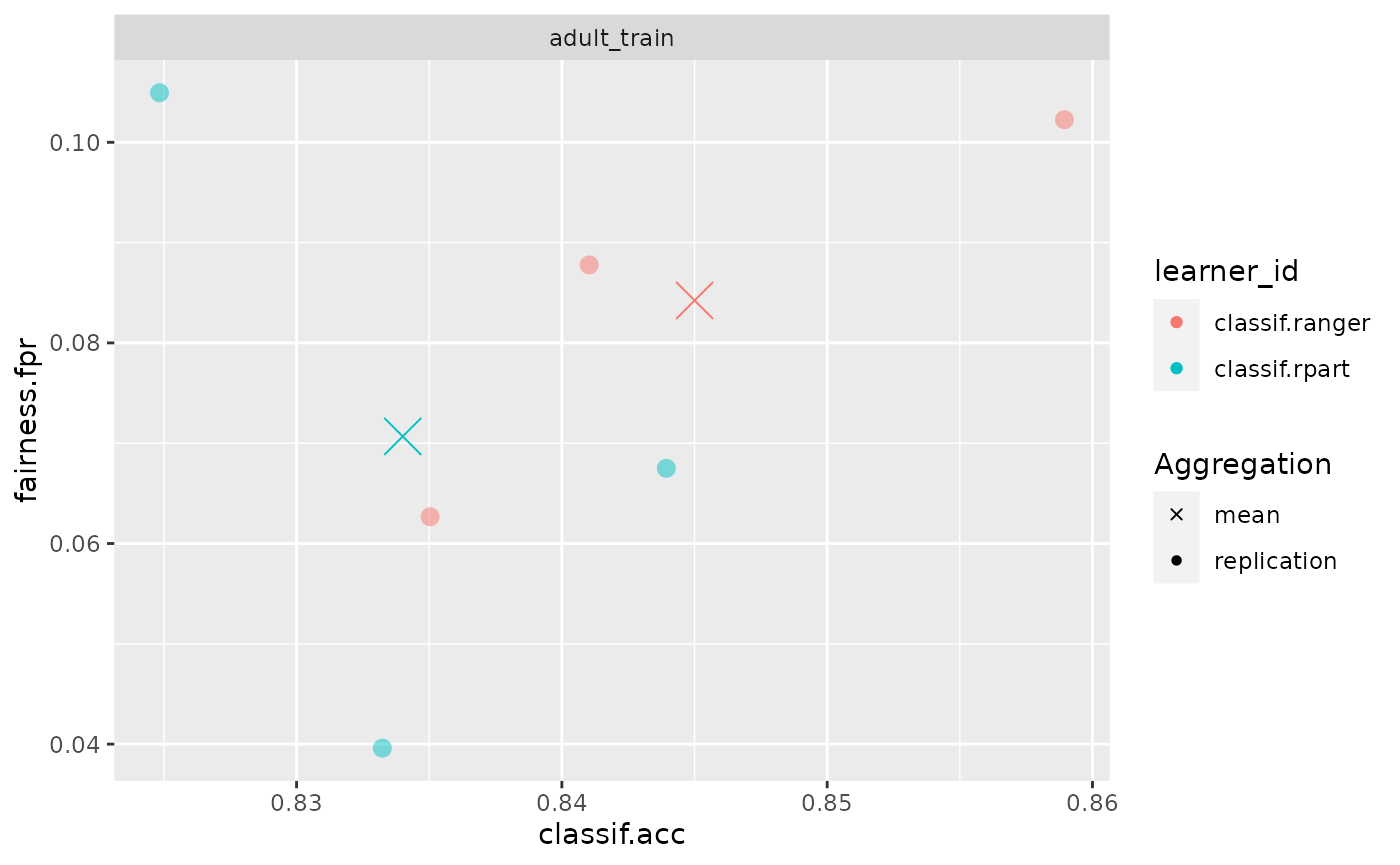 adult_train
0.10
0.08
0.06
0.04
fairness.fpr
0.83
0.84
0.85
0.86
classif.acc
learner_id
classif.ranger
classif.rpart
Aggregation
mean
replication